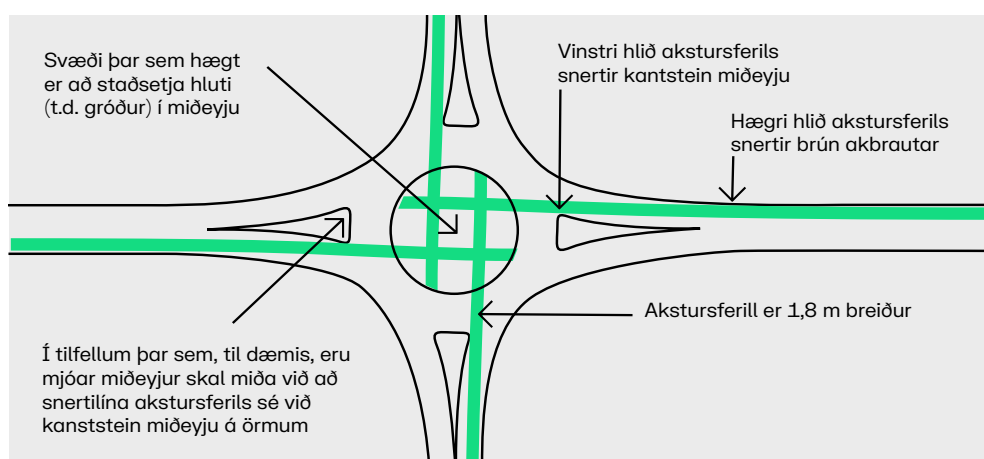 Svæði þar sem hægt
er að staðsetja hluti
(t.d. gróður) í miðeyju
Vinstri hlið akstursferils
snertir kantstein miðeyju
Hægri hlið akstursferils
snertir brún akbrautar
Akstursferill er 1,8 m breiður
Í tilfellum þar sem, til dæmis, eru
mjóar miðeyjur skal miða við að
snertilína akstursferils sé við
kanststein miðeyju á örmum